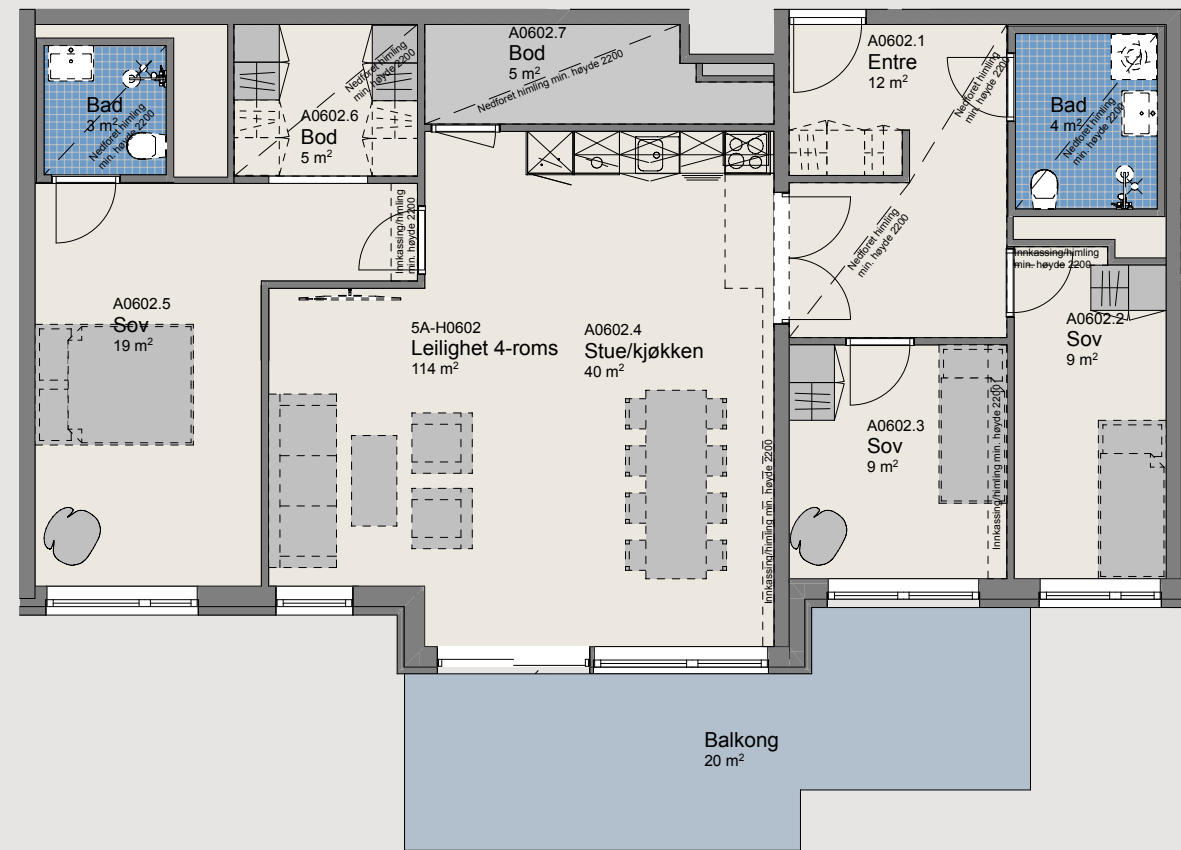 Bad
3 m²
Nedforet himling
min. høyde 2200
A0602.6
Bod
5 m²
Nedforet himling
min. høyde 2200
A0602.7
Bod
5 m²
Nedforet himling min. høyde 2200
A0602.1
Entre
12 m²
Nedforet himling
min. høyde 2200
Bad
4 m²
Nedforet himling
min. høyde 2200
Innkassing/himling
min. høyde 2200
Nedforet himling
min. høyde 2200
Innkassing/himling
min. høyde 2200
A0602.5
Sov
19 m²
5A-H0602
Leilighet 4-roms
114 m²
A0602.4
Stue/kjøkken
40 m²
A0602.2
Sov
9 m²
A0602.3
Sov
9 m²
Innkassing/himling min. høyde 2200
Innkassing/himling min. høyde 2200
Balkong
20 m²